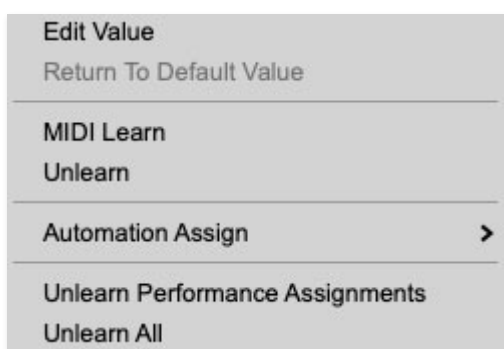 Edit Value
Return To Default Value
MIDI Learn
Unlearn
Automation Assign
Unlearn Performance Assignments
Unlearn All